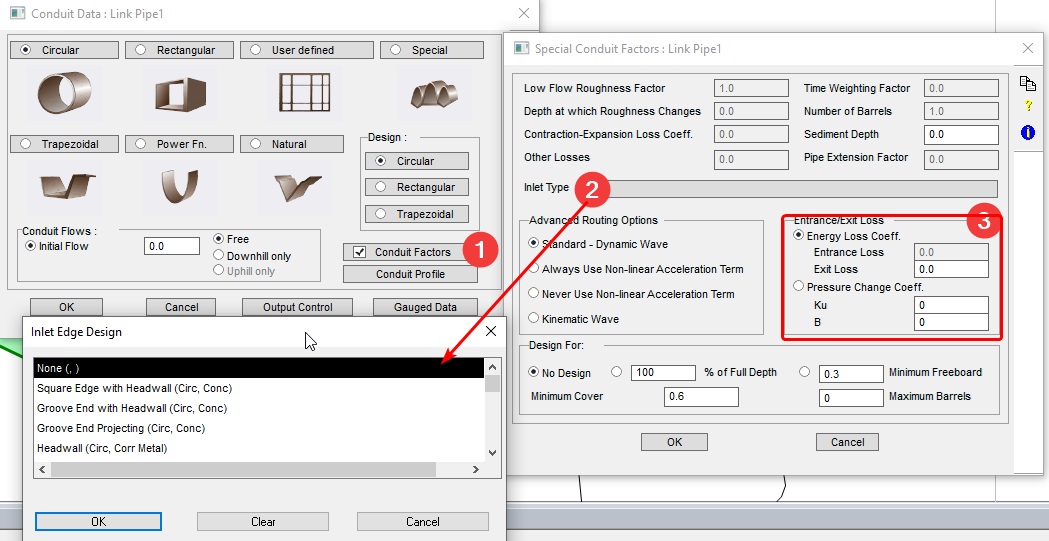 Conduit Data : Link Pipe1
Circular
Rectangular
User defined
Special
Trapezoidal
Power Fn.
Natural
Design :
Circular
Rectangular
Trapezoidal
Conduit Flows :
Initial Flow
0.0
Free
Downhill only
Uphill only
Conduit Factors
1
Conduit Profile
OK
Cancel
Output Control
Gauged Data
Inlet Edge Design
None (, )
Square Edge with Headwall (Circ, Conc)
Groove End with Headwall (Circ, Conc)
Groove End Projecting (Circ, Conc)
Headwall (Circ, Corr Metal)
OK
Clear
Cancel
Special Conduit Factors : Link Pipe1
Low Flow Roughness Factor 1.0 Time Weighting Factor 0.0
Depth at which Roughness Changes 0.0 Number of Barrels 1.0
Contraction-Expansion Loss Coeff. 0.0 Sediment Depth 0.0
Other Losses 0.0 Pipe Extension Factor 0.0
Inlet Type
2
Advanced Routing Options
Standard - Dynamic Wave
Always Use Non-linear Acceleration Term
Never Use Non-linear Acceleration Term
Kinematic Wave
Entrance/Exit Loss
3
Energy Loss Coeff.
Entrance Loss 0.0
Exit Loss 0.0
Pressure Change Coeff.
Ku 0
B 0
Design For:
No Design 100 % of Full Depth 0.3 Minimum Freeboard
Minimum Cover 0.6 0 Maximum Barrels
OK
Cancel
?
i